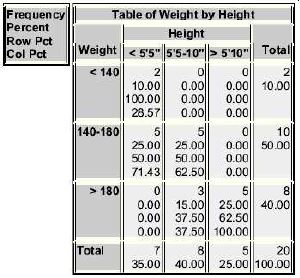 Frequency
Percent
Row Pct
Col Pct
Table of Weight by Height
Height
Weight < 5'5" 5'5-10" > 5'10" Total
< 140 2 0 0 2
10.00 0.00 0.00 10.00
100.00 0.00 0.00
28.57 0.00 0.00
140-180 5 5 0 10
25.00 25.00 0.00 50.00
50.00 50.00 0.00
71.43 62.50 0.00
> 180 0 3 5 8
0.00 15.00 25.00 40.00
0.00 37.50 62.50
0.00 37.50 100.00
Total 7 8 5 20
35.00 40.00 25.00 100.00